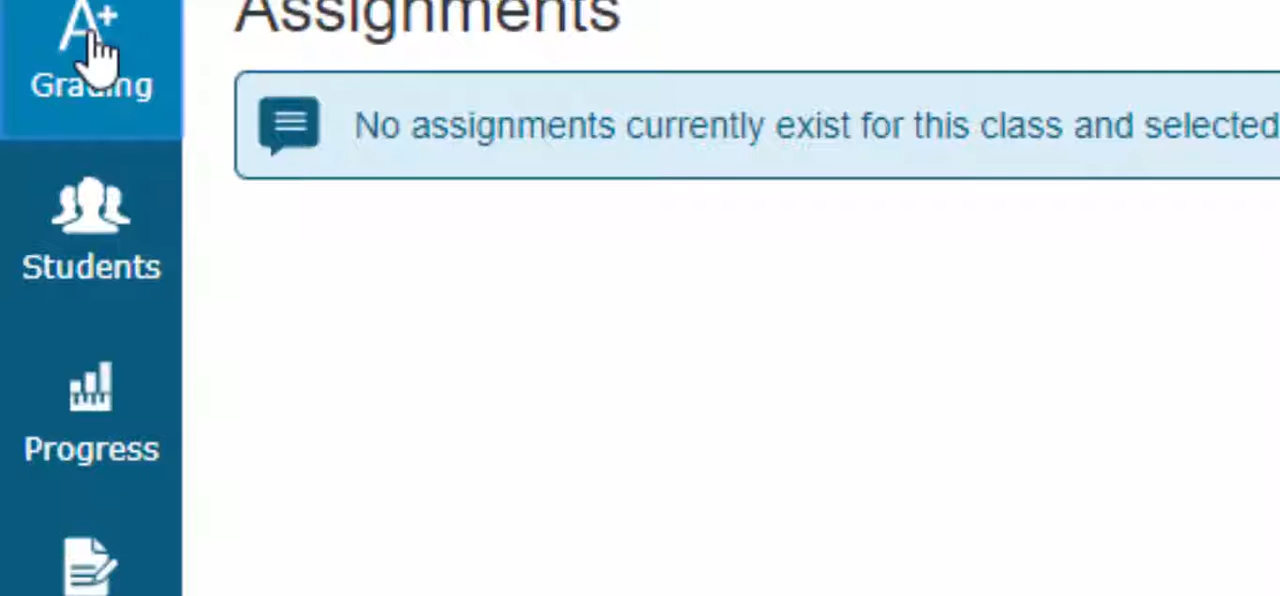 A+
Grading
Assignments
No assignments currently exist for this class and selected
Students
Progress